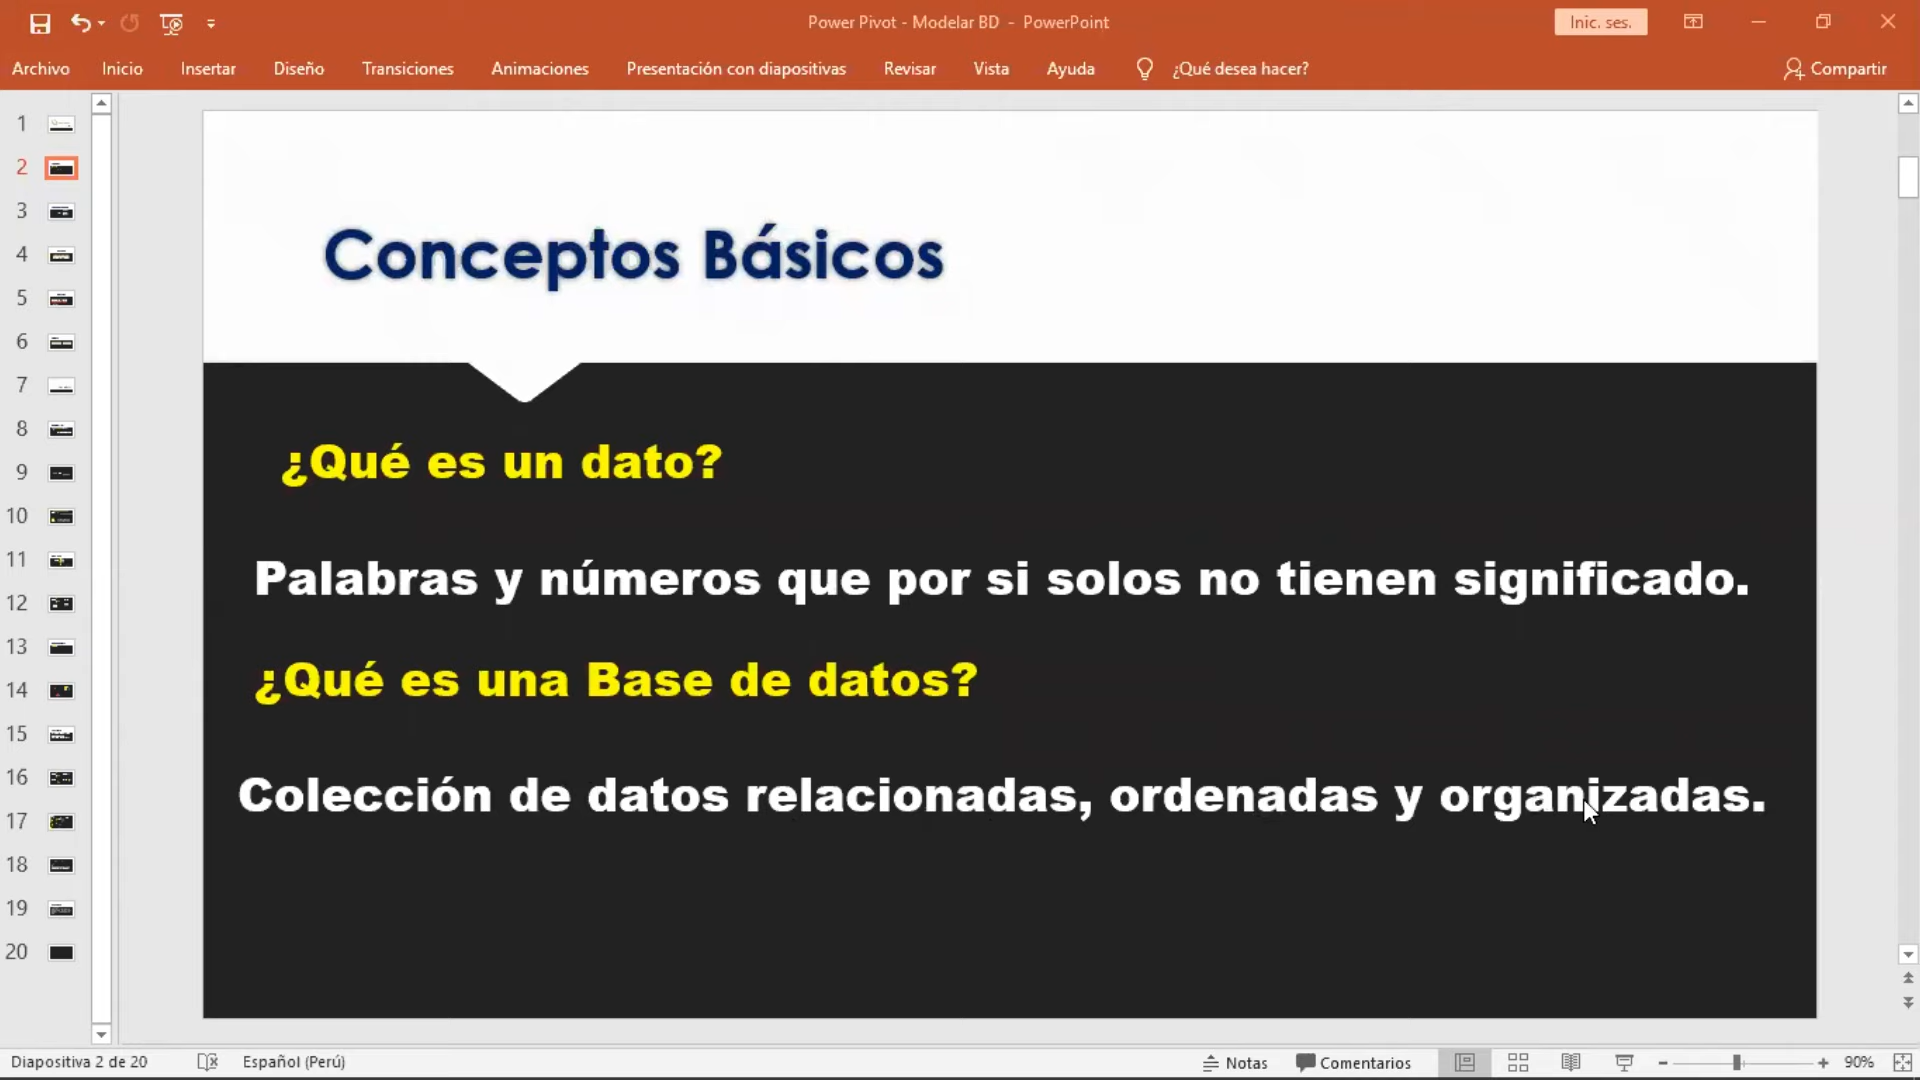 Power Pivot - Modelar BD - PowerPoint
Inic. ses.
Archivo Inicio Insertar Diseño Transiciones Animaciones Presentación con diapositivas Revisar Vista Ayuda ¿Qué desea hacer? Compartir
1
2
3
4
5
6
7
8
9
10
11
12
13
14
15
16
17
18
19
20
Conceptos Básicos
¿Qué es un dato?
Palabras y números que por si solos no tienen significado.
¿Qué es una Base de datos?
Colección de datos relacionadas, ordenadas y organizadas.
Diapositiva 2 de 20 Español (Perú) Notas Comentarios 90%